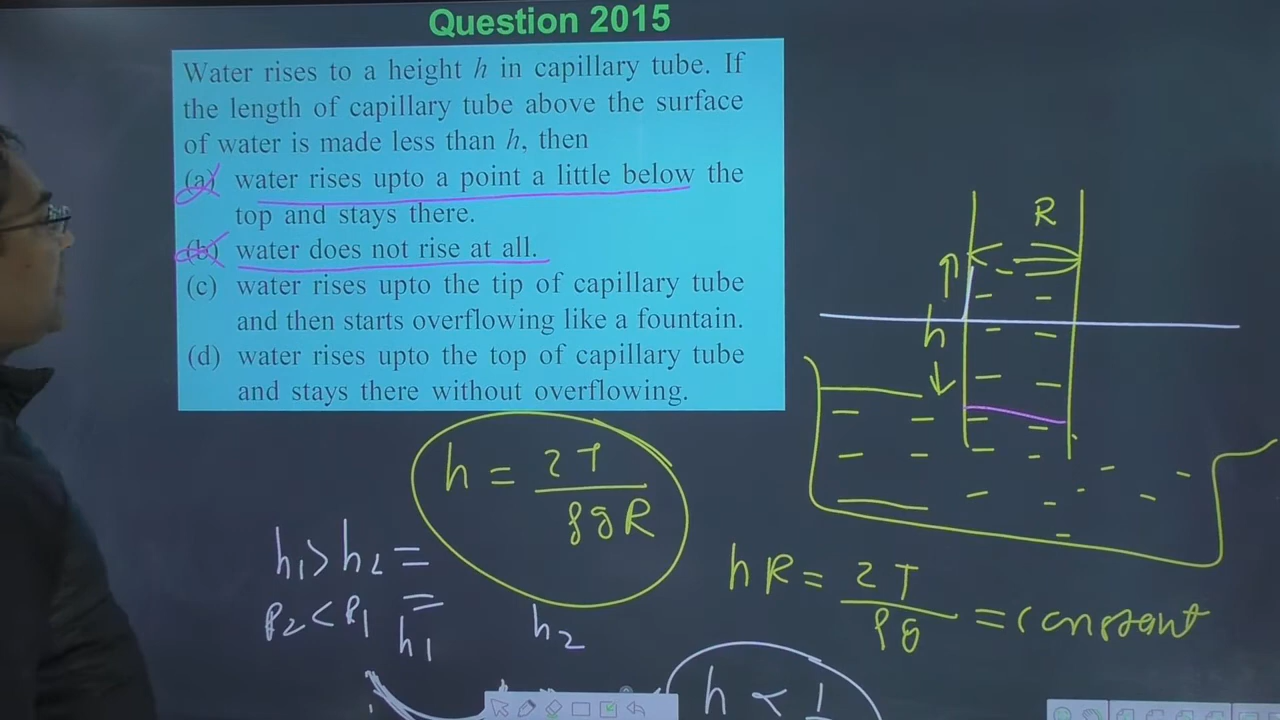 Question 2015
Water rises to a height h in capillary tube. If
the length of capillary tube above the surface
of water is made less than h, then
(a) water rises upto a point a little below the
top and stays there.
(b) water does not rise at all.
(c) water rises upto the tip of capillary tube
and then starts overflowing like a fountain.
(d) water rises upto the top of capillary tube
and stays there without overflowing.
R
h
h = 2T / ρgR
hR = 2T / ρg = constant
h₁ > h₂ =
R₂ < R₁ =
h₁ h₂
h < 1